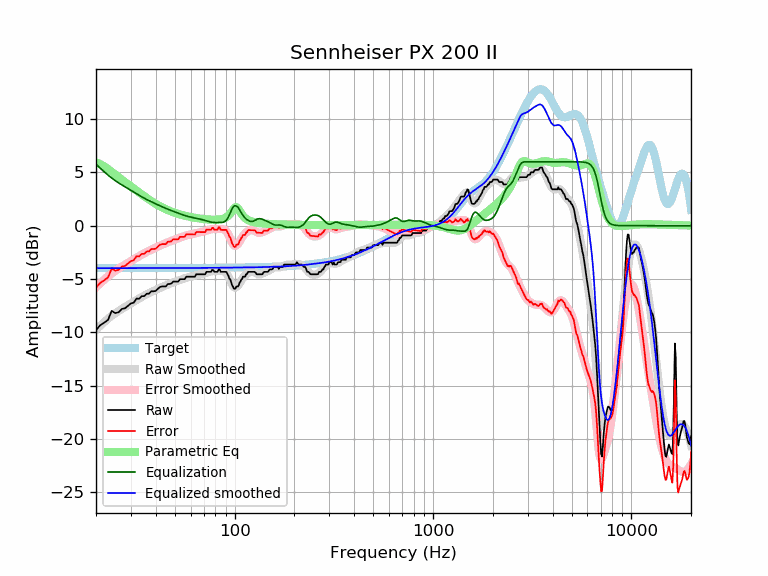 Sennheiser PX 200 II
Amplitude (dBr)
10
5
0
−5
−10
−15
−20
−25
Target
Raw Smoothed
Error Smoothed
Raw
Error
Parametric Eq
Equalization
Equalized smoothed
100
1000
10000
Frequency (Hz)